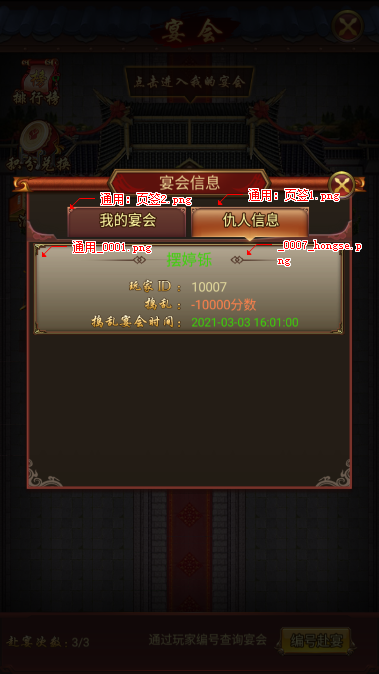 宴会
排行榜
点击进入我的宴会
积分兑换
宴会信息
通用：页签2.png
通用：页签1.png
我的宴会
仇人信息
通用_0001.png
_0007_hongse.p
ng
玩家ID：10007
捣乱：-10000分数
捣乱宴会时间：2021-03-03 16:01:00
赴宴次数：3/3
通过玩家编号查询宴会
编号赴宴